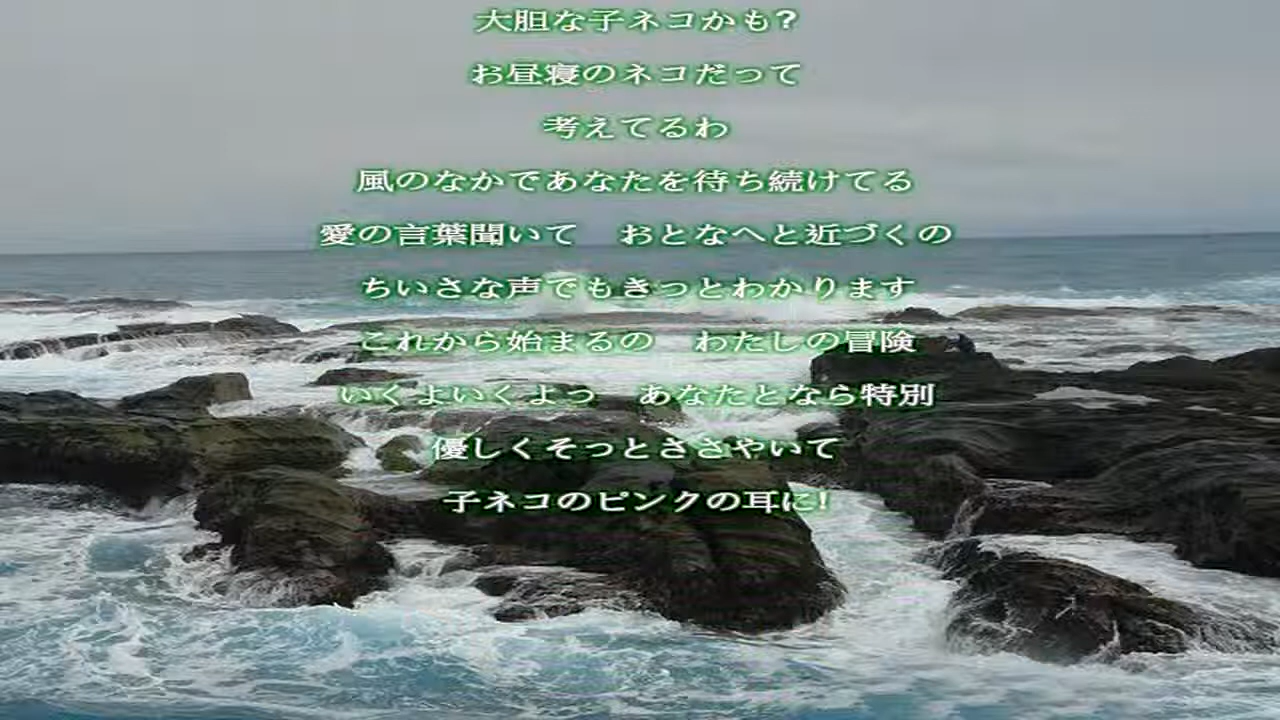 大胆な子ネコかも?
お昼寝のネコだって
考えてるわ
風のなかであなたを待ち続けてる
愛の言葉聞いて　おとなへと近づくの
ちいさな声でもきっとわかります
これから始まるの　わたしの冒険
いくよいくよっ　あなたとなら特別
優しくそっとささやいて
子ネコのピンクの耳に!